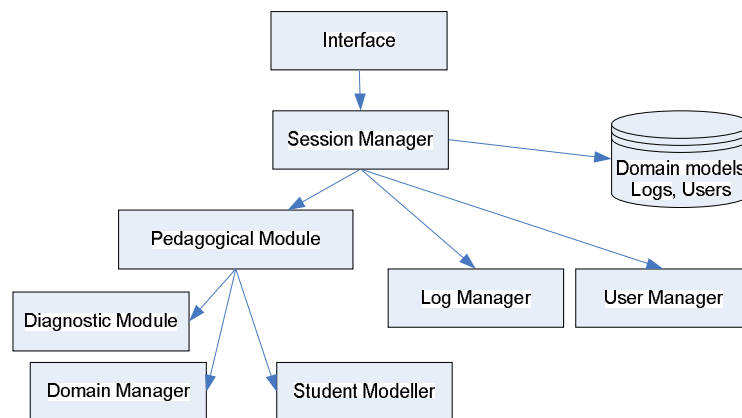 Interface
Session Manager
Domain models
Logs, Users
Pedagogical Module
Log Manager
User Manager
Diagnostic Module
Domain Manager
Student Modeller